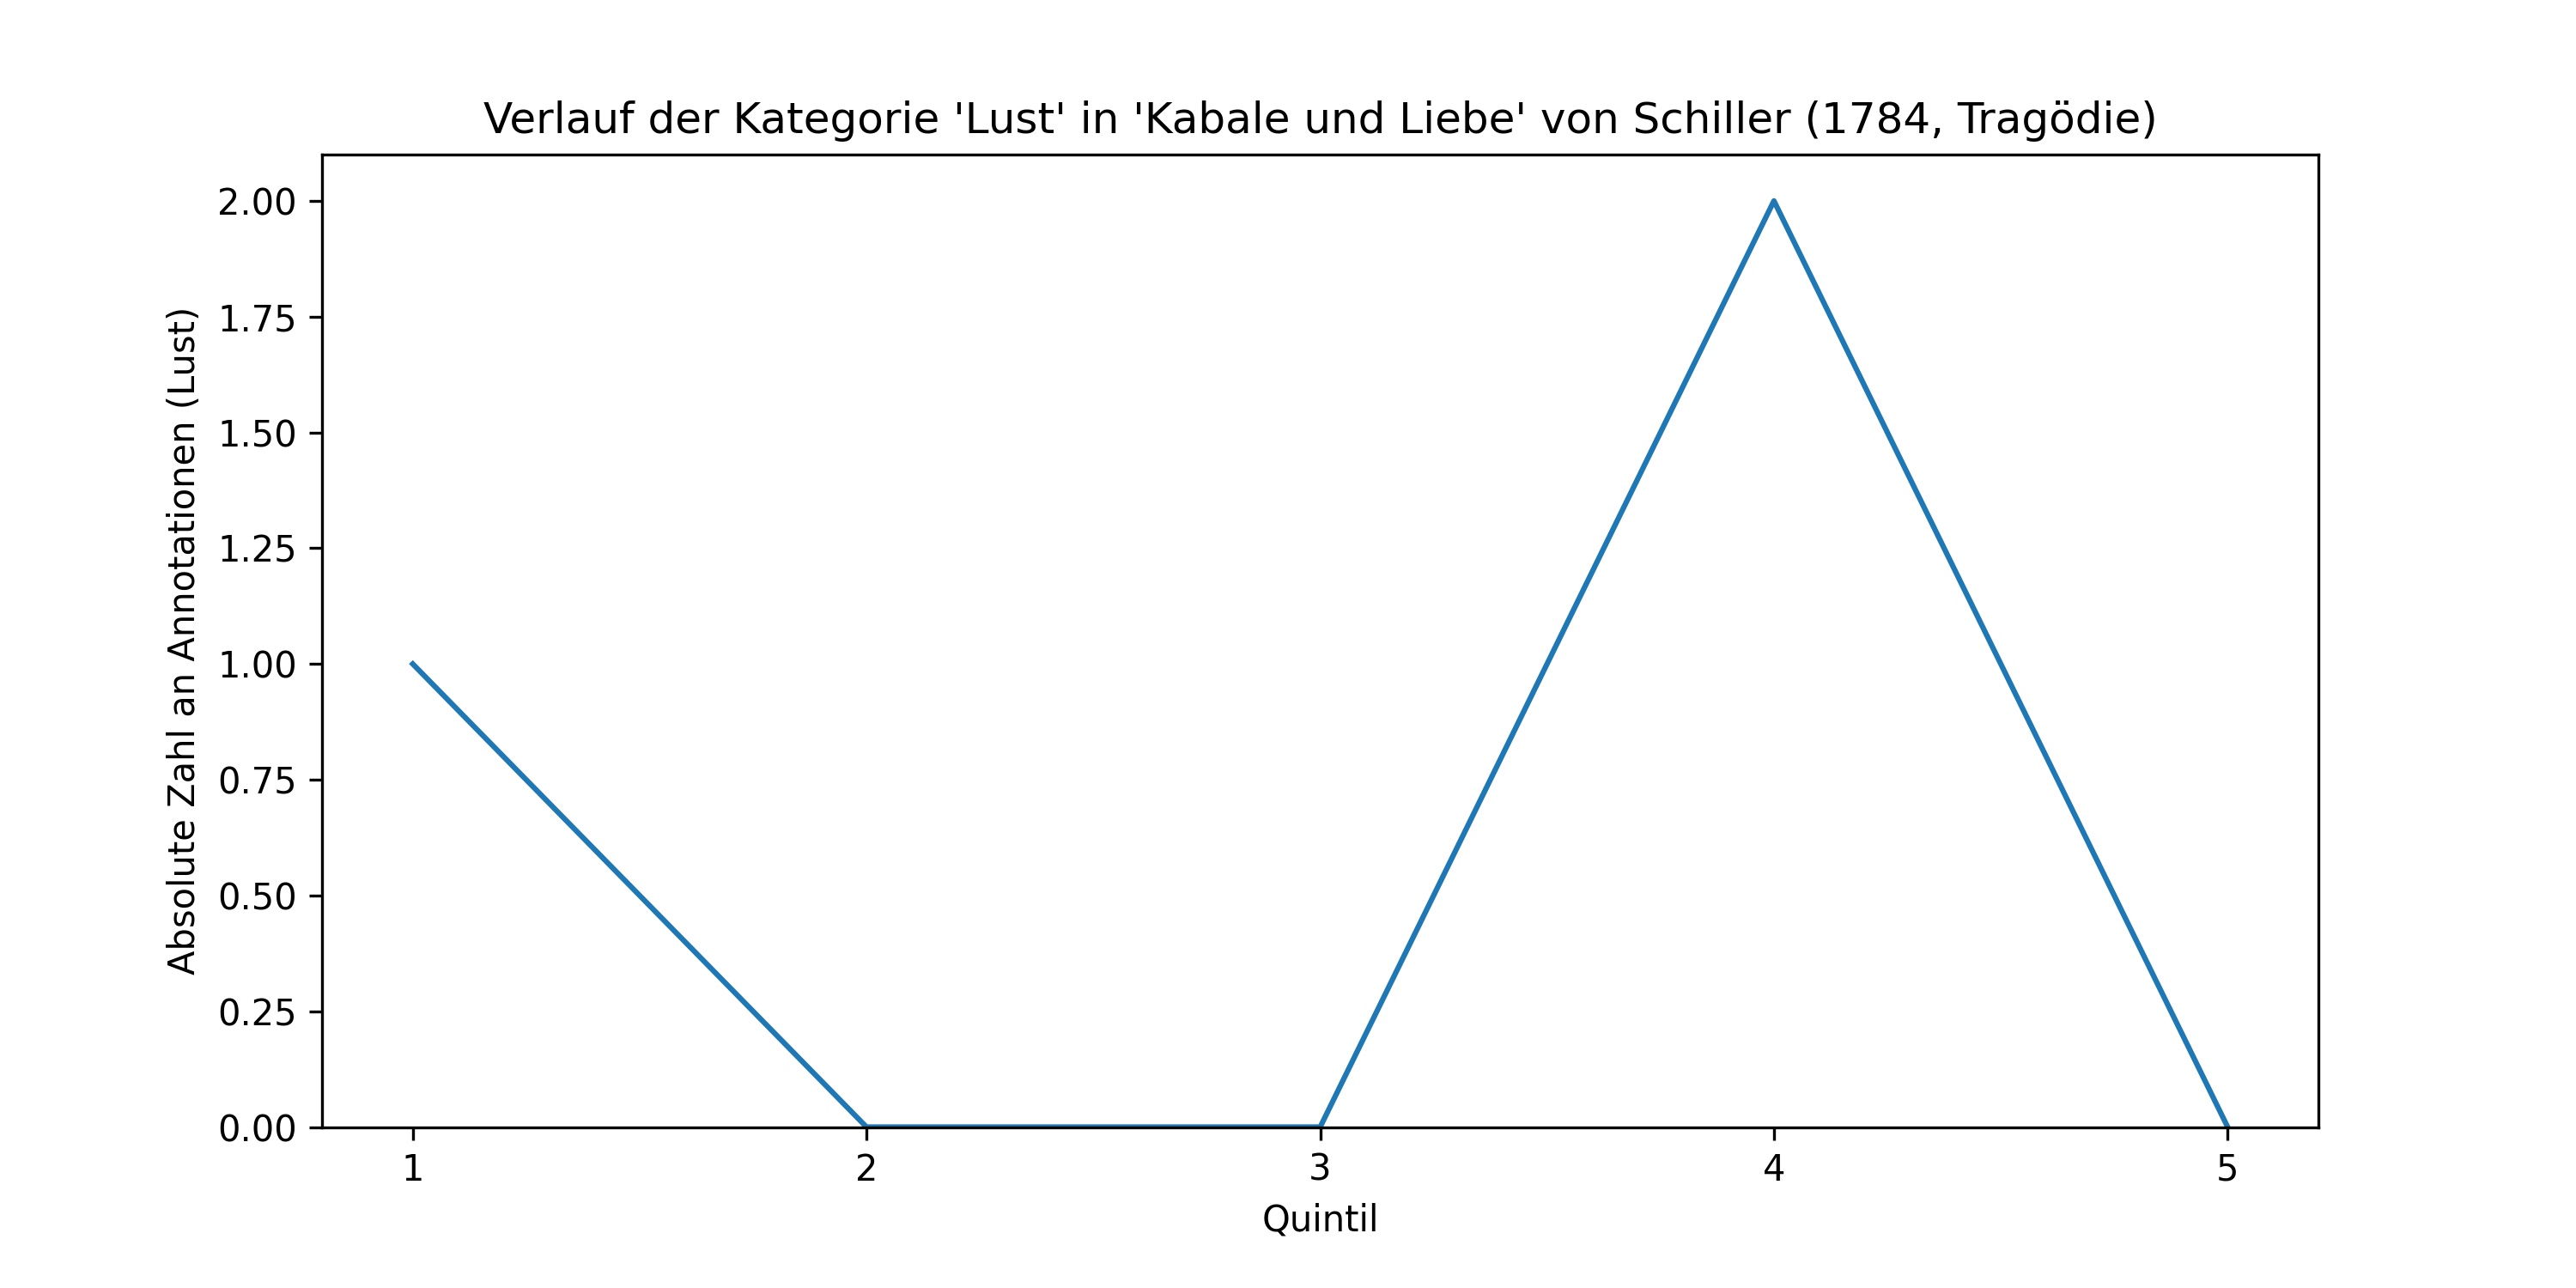 Verlauf der Kategorie 'Lust' in 'Kabale und Liebe' von Schiller (1784, Tragödie)
Absolute Zahl an Annotationen (Lust)
2.00
1.75
1.50
1.25
1.00
0.75
0.50
0.25
0.00
1 2 3 4 5
Quintil